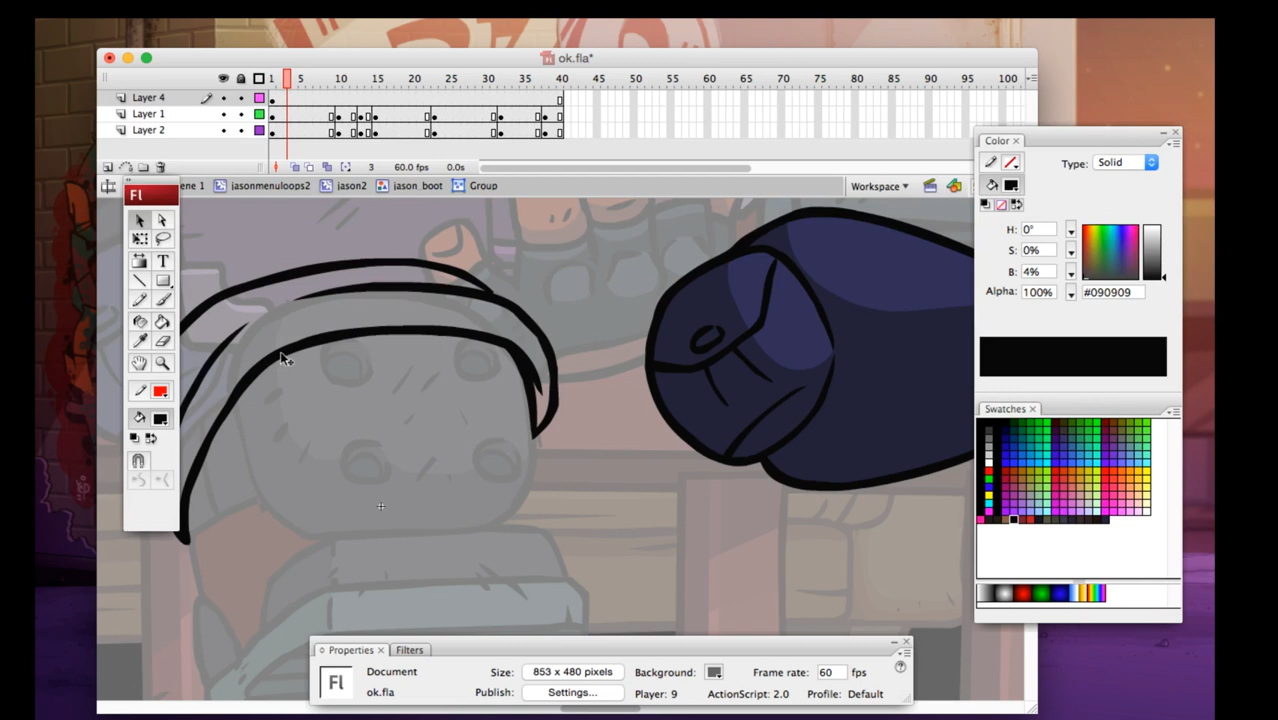 ok.fla*
1 5 10 15 20 25 30 35 40 45 50 55 60 65 70 75 80 85 90 95 100
Layer 4
Layer 1
Layer 2
3 60.0 fps 0.0s
ene 1 jasonmenuloops2 jason2 jason_boot Group Workspace
Fl
T
Color
Type: Solid
H: 0°
S: 0%
B: 4%
Alpha: 100% #090909
Swatches
Properties Filters
Fl
Document
ok.fla
Size: 853 x 480 pixels Background: Frame rate: 60 fps
Publish: Settings... Player: 9 ActionScript: 2.0 Profile: Default